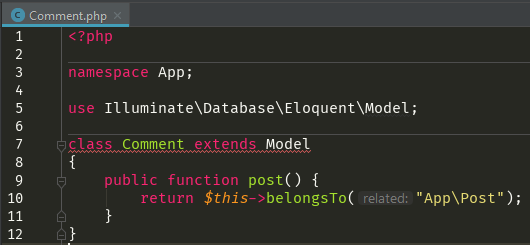 Comment.php
1 <?php
2
3 namespace App;
4
5 use Illuminate\Database\Eloquent\Model;
6
7 class Comment extends Model
8 {
9     public function post() {
10         return $this->belongsTo( related: "App\Post");
11     }
12 }